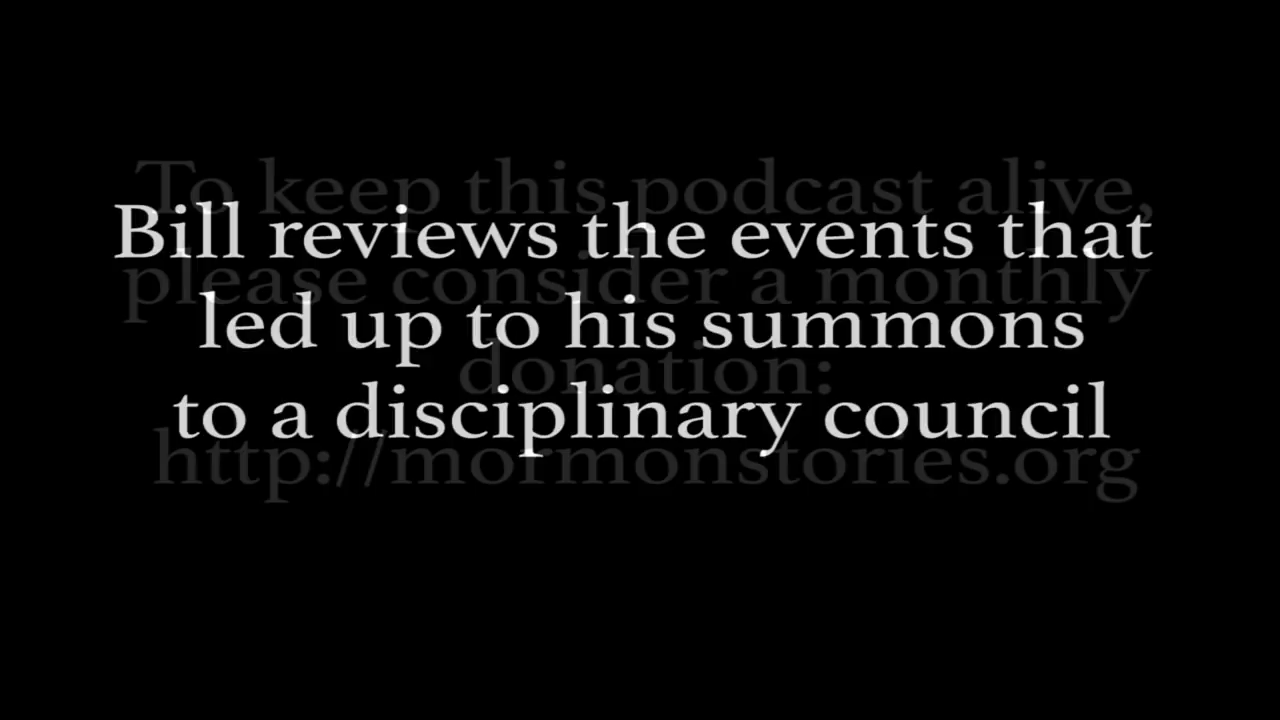 To keep this podcast alive,
please consider a monthly
donation:
http://mormonstories.org
Bill reviews the events that
led up to his summons
to a disciplinary council